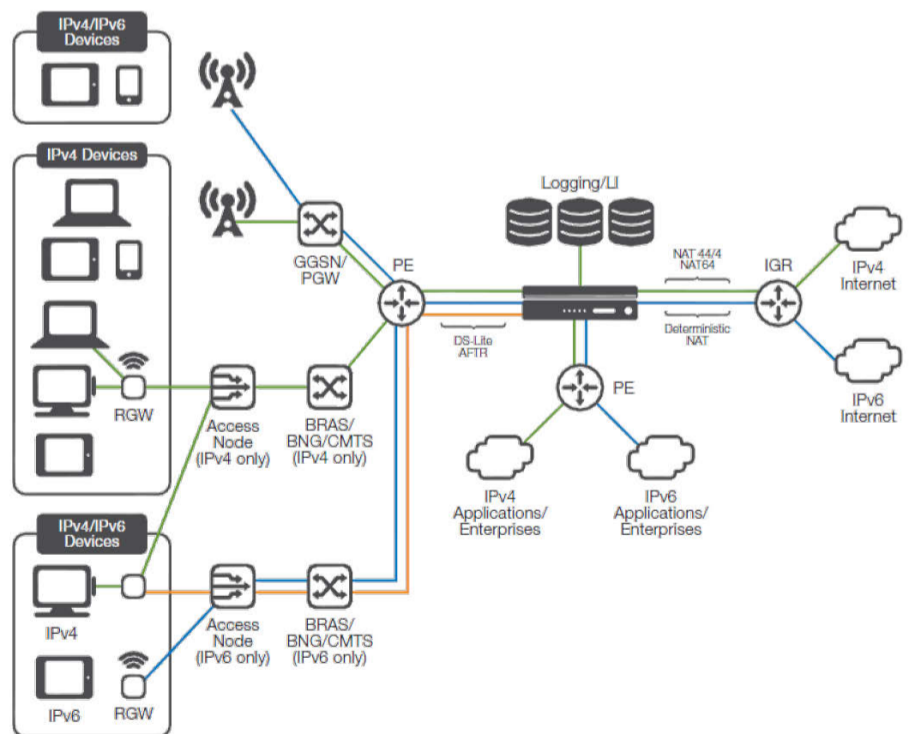 IPv4/IPv6
Devices
IPv4 Devices
RGW
IPv4/IPv6
Devices
IPv4
IPv6
RGW
GGSN/
PGW
PE
Access
Node
(IPv4 only)
BRAS/
BNG/CMTS
(IPv4 only)
Access
Node
(IPv6 only)
BRAS/
BNG/CMTS
(IPv6 only)
Logging/LI
DS-Lite
AFTR
NAT 44/4
NAT64
Deterministic
NAT
IGR
IPv4
Internet
IPv6
Internet
PE
IPv4
Applications/
Enterprises
IPv6
Applications/
Enterprises